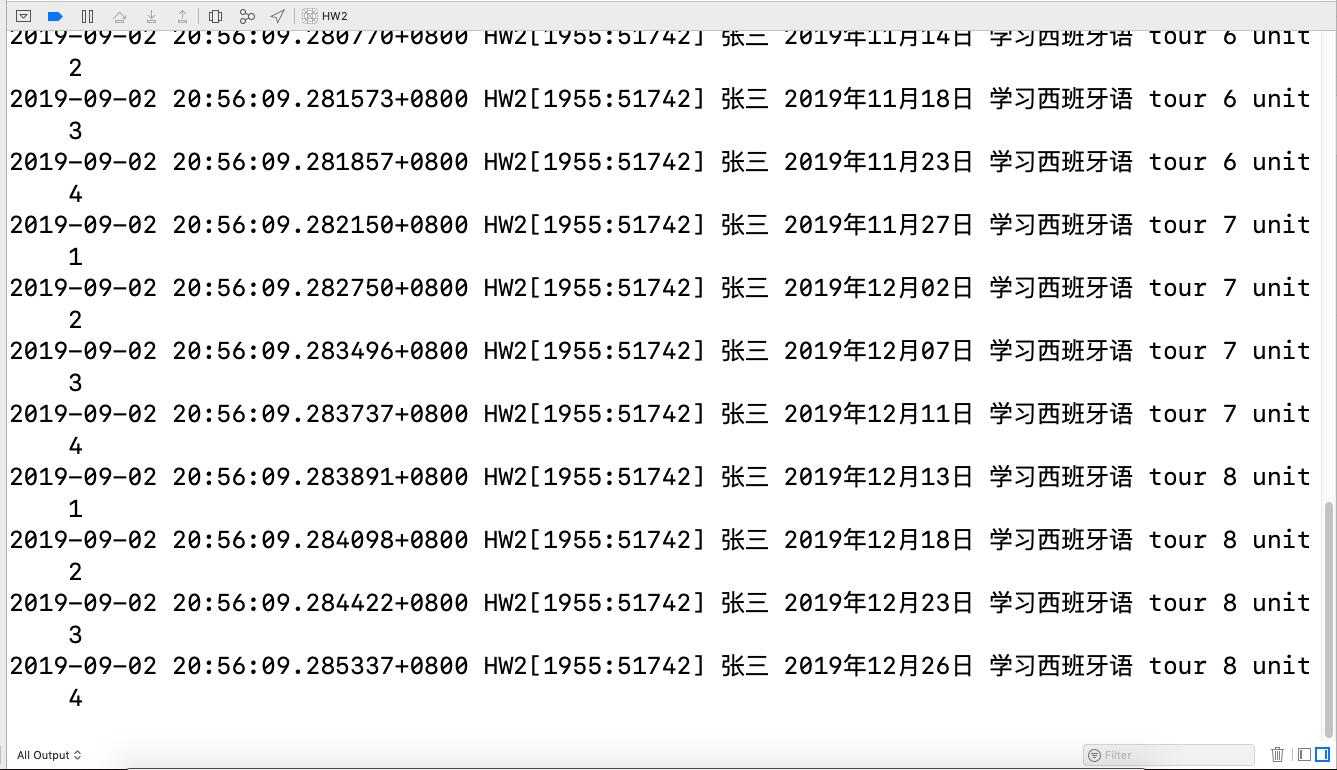 HW2
2019-09-02 20:56:09.280770+0800 HW2[1955:51742] 张三 2019年11月14日 学习西班牙语 tour 6 unit
2
2019-09-02 20:56:09.281573+0800 HW2[1955:51742] 张三 2019年11月18日 学习西班牙语 tour 6 unit
3
2019-09-02 20:56:09.281857+0800 HW2[1955:51742] 张三 2019年11月23日 学习西班牙语 tour 6 unit
4
2019-09-02 20:56:09.282150+0800 HW2[1955:51742] 张三 2019年11月27日 学习西班牙语 tour 7 unit
1
2019-09-02 20:56:09.282750+0800 HW2[1955:51742] 张三 2019年12月02日 学习西班牙语 tour 7 unit
2
2019-09-02 20:56:09.283496+0800 HW2[1955:51742] 张三 2019年12月07日 学习西班牙语 tour 7 unit
3
2019-09-02 20:56:09.283737+0800 HW2[1955:51742] 张三 2019年12月11日 学习西班牙语 tour 7 unit
4
2019-09-02 20:56:09.283891+0800 HW2[1955:51742] 张三 2019年12月13日 学习西班牙语 tour 8 unit
1
2019-09-02 20:56:09.284098+0800 HW2[1955:51742] 张三 2019年12月18日 学习西班牙语 tour 8 unit
2
2019-09-02 20:56:09.284422+0800 HW2[1955:51742] 张三 2019年12月23日 学习西班牙语 tour 8 unit
3
2019-09-02 20:56:09.285337+0800 HW2[1955:51742] 张三 2019年12月26日 学习西班牙语 tour 8 unit
4
All Output
Filter